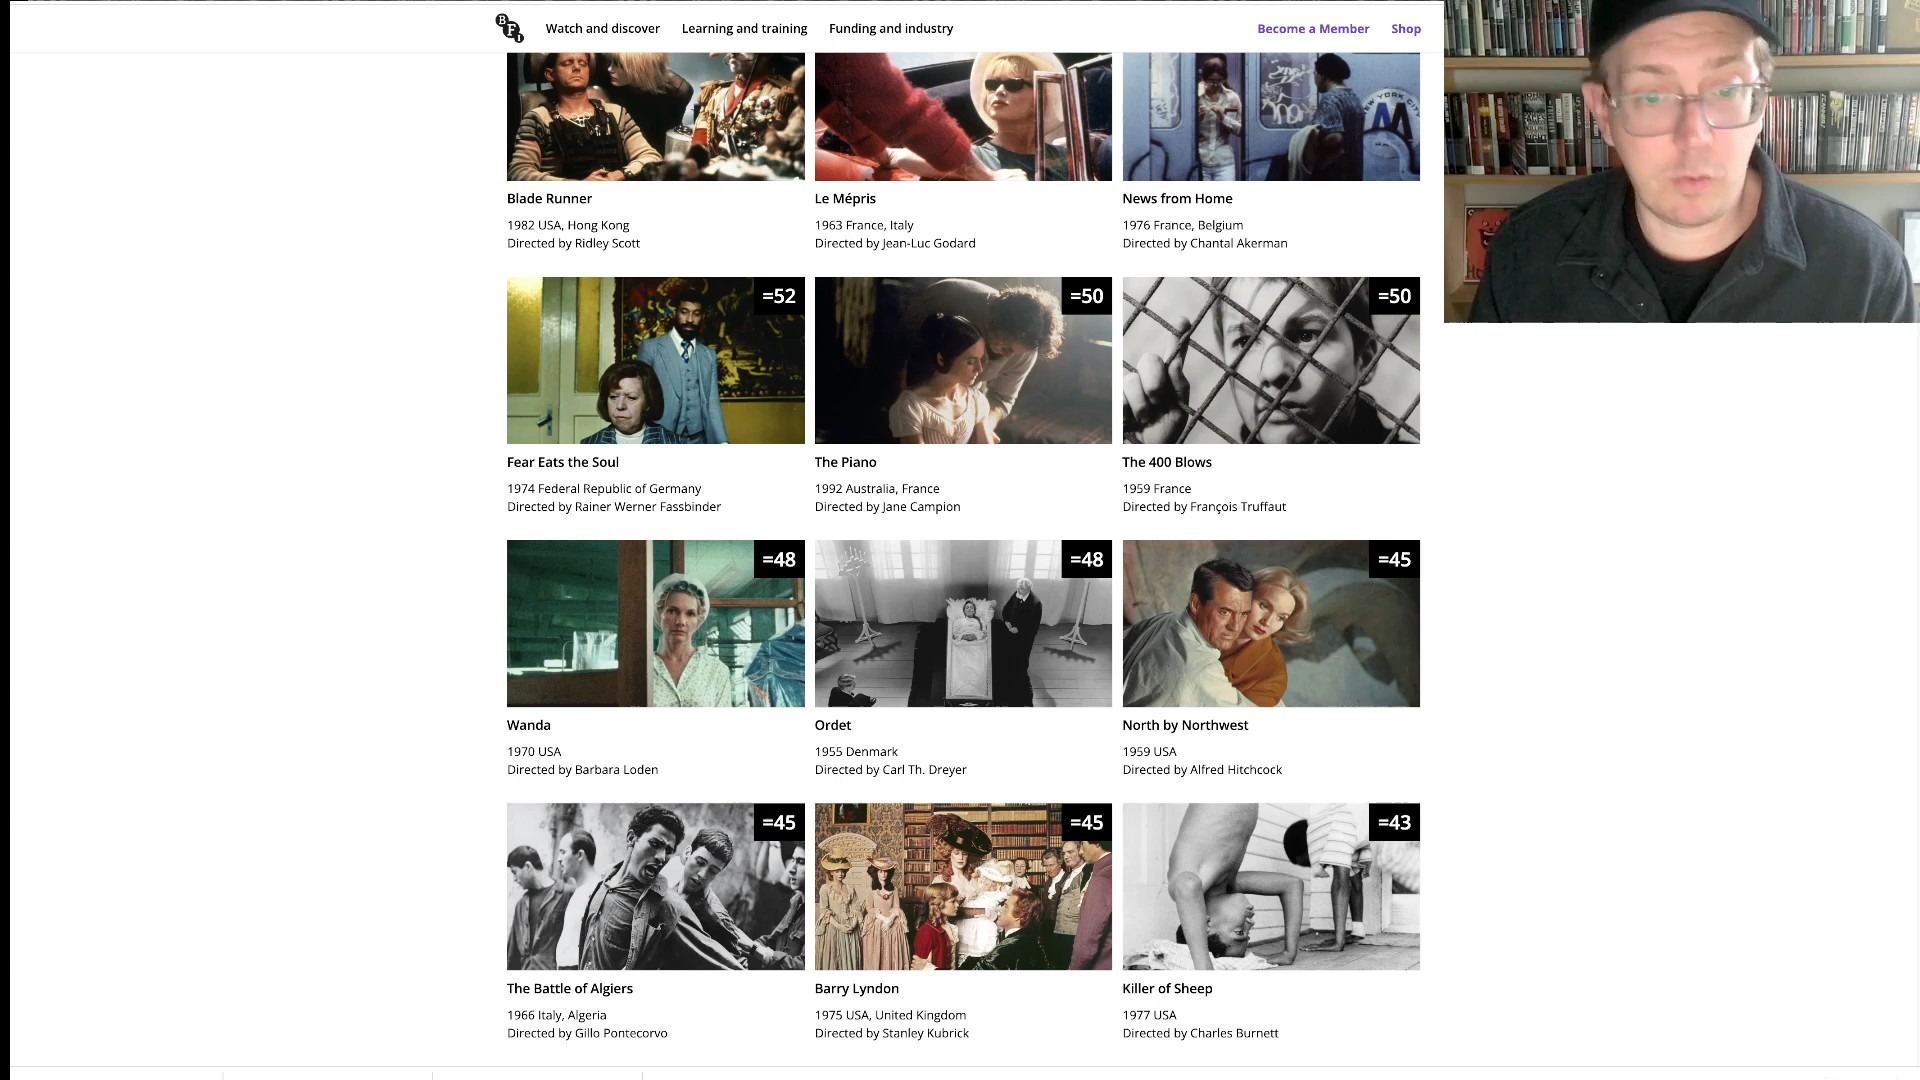 BFI
Watch and discover
Learning and training
Funding and industry
Become a Member
Shop
NEW YORK CITY
Blade Runner
1982 USA, Hong Kong
Directed by Ridley Scott
Le Mépris
1963 France, Italy
Directed by Jean-Luc Godard
News from Home
1976 France, Belgium
Directed by Chantal Akerman
=52
Fear Eats the Soul
1974 Federal Republic of Germany
Directed by Rainer Werner Fassbinder
=50
The Piano
1992 Australia, France
Directed by Jane Campion
=50
The 400 Blows
1959 France
Directed by François Truffaut
=48
Wanda
1970 USA
Directed by Barbara Loden
=48
Ordet
1955 Denmark
Directed by Carl Th. Dreyer
=45
North by Northwest
1959 USA
Directed by Alfred Hitchcock
=45
The Battle of Algiers
1966 Italy, Algeria
Directed by Gillo Pontecorvo
=45
Barry Lyndon
1975 USA, United Kingdom
Directed by Stanley Kubrick
=43
Killer of Sheep
1977 USA
Directed by Charles Burnett